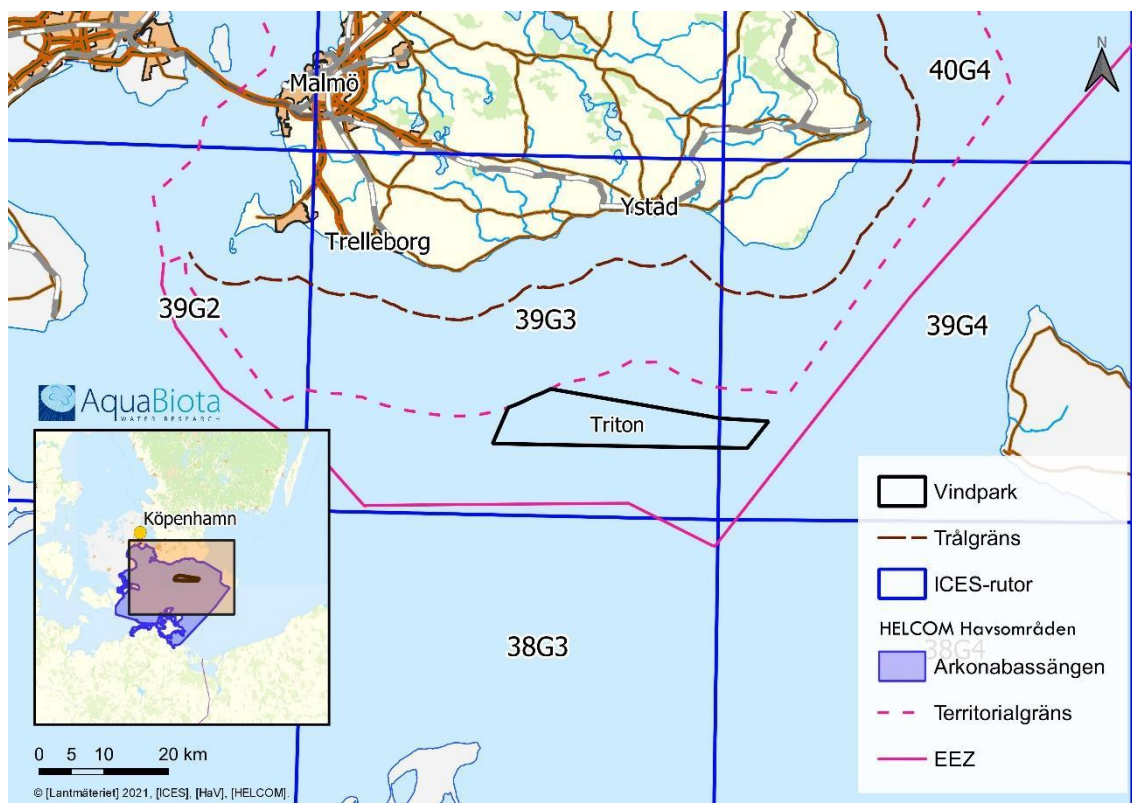 N
40G4
Malmö
Ystad
Trelleborg
39G2
39G3
39G4
AquaBiota
WATER RESEARCH
Triton
Köpenhamn
38G3
38G4
Vindpark
Trålgräns
ICES-rutor
HELCOM Havsområden
Arkonabassängen
Territorialgräns
EEZ
0 5 10 20 km
© [Lantmäteriet] 2021, [ICES], [HaV], [HELCOM].